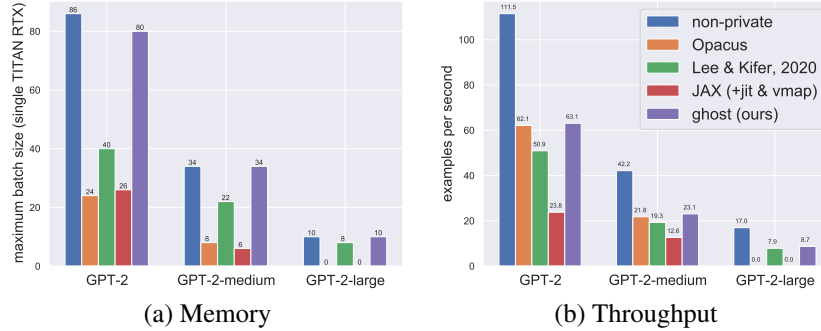 maximum batch size (single TITAN RTX)
80
60
40
20
0
86
24
40
26
80
34
8
22
6
34
10
0
8
0
10
GPT-2
GPT-2-medium
GPT-2-large
(a) Memory
examples per second
100
80
60
40
20
0
111.5
62.1
50.9
23.8
63.1
42.2
21.8
19.3
12.6
23.1
17.0
0.0
7.9
0.0
8.7
non-private
Opacus
Lee & Kifer, 2020
JAX (+jit & vmap)
ghost (ours)
GPT-2
GPT-2-medium
GPT-2-large
(b) Throughput